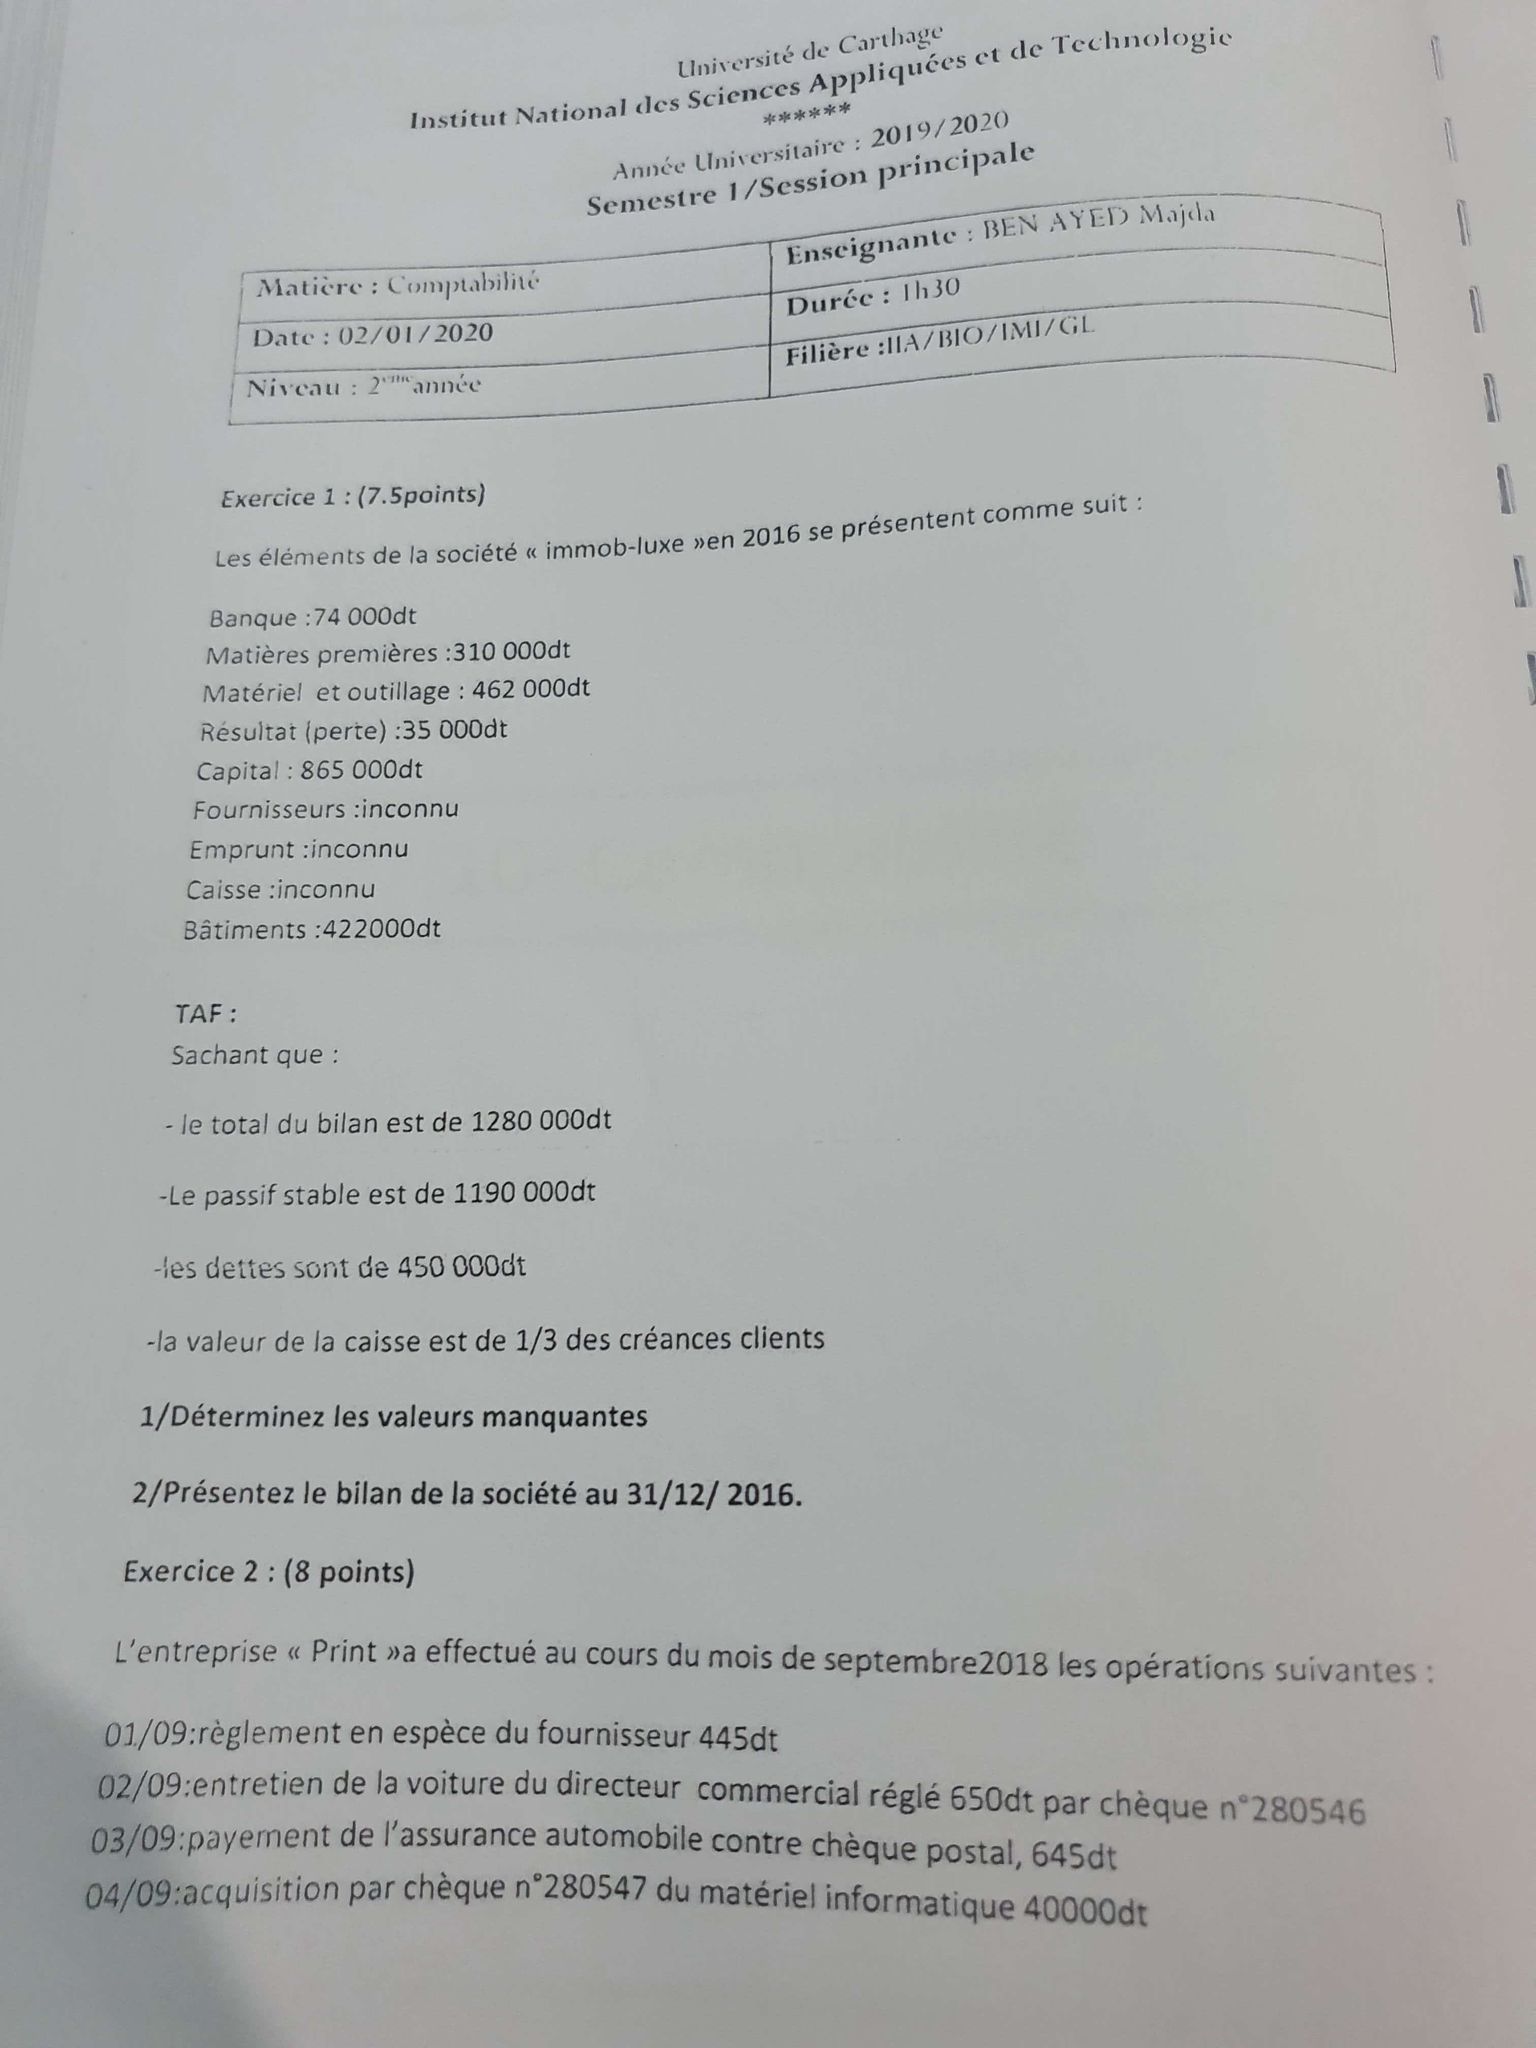 Université de Carthage
Institut National des Sciences Appliquées et de Technologie
******
Année Universitaire : 2019/2020
Semestre 1/Session principale
Matière : Comptabilité
Enseignante : BEN AYED Majda
Date : 02/01/2020
Durée : 1h30
Niveau : 2ème année
Filière :IIA/BIO/IMI/GL
Exercice 1 : (7.5points)
Les éléments de la société « immob-luxe »en 2016 se présentent comme suit :
Banque :74 000dt
Matières premières :310 000dt
Matériel et outillage : 462 000dt
Résultat (perte) :35 000dt
Capital : 865 000dt
Fournisseurs :inconnu
Emprunt :inconnu
Caisse :inconnu
Bâtiments :422000dt
TAF :
Sachant que :
- le total du bilan est de 1280 000dt
-Le passif stable est de 1190 000dt
-les dettes sont de 450 000dt
-la valeur de la caisse est de 1/3 des créances clients
1/Déterminez les valeurs manquantes
2/Présentez le bilan de la société au 31/12/ 2016.
Exercice 2 : (8 points)
L'entreprise « Print »a effectué au cours du mois de septembre2018 les opérations suivantes :
01/09:règlement en espèce du fournisseur 445dt
02/09:entretien de la voiture du directeur commercial réglé 650dt par chèque n°280546
03/09:payement de l'assurance automobile contre chèque postal, 645dt
04/09:acquisition par chèque n°280547 du matériel informatique 40000dt